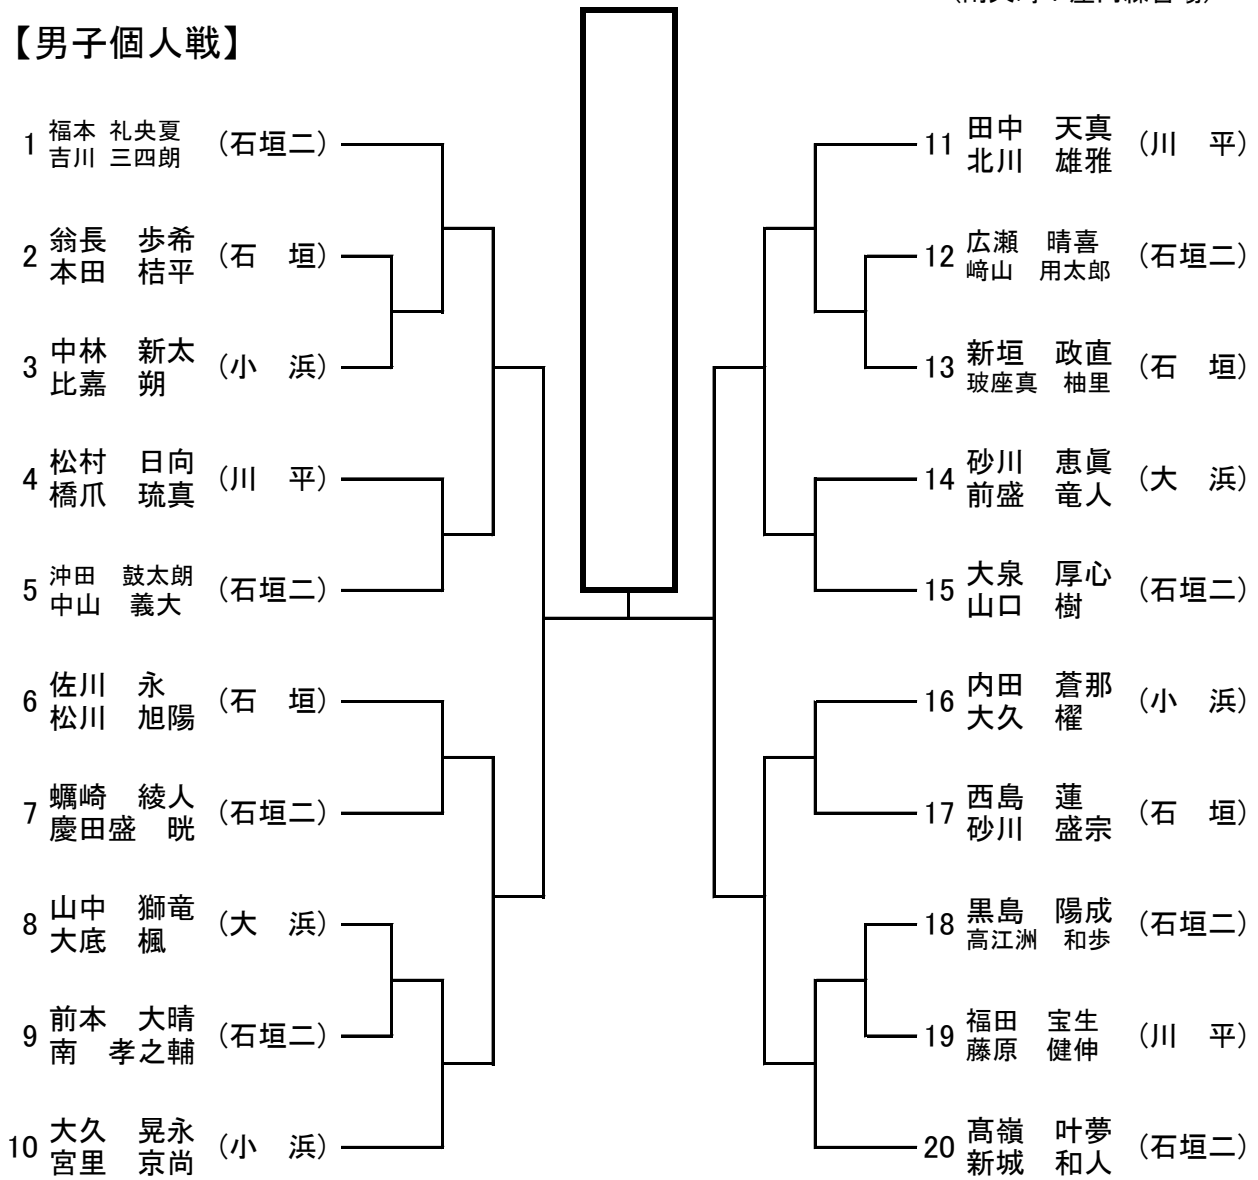 【男子個人戦】
1 福本 礼央夏 （石垣二）
吉川 三四朗
2 翁長 歩希 （石 垣）
本田 桔平
3 中林 新太 （小 浜）
比嘉 朔
4 松村 日向 （川 平）
橋爪 琉真
5 沖田 鼓太朗 （石垣二）
中山 義大
6 佐川 永 （石 垣）
松川 旭陽
7 蠣崎 綾人 （石垣二）
慶田盛 晄
8 山中 獅竜 （大 浜）
大底 楓
9 前本 大晴 （石垣二）
南 孝之輔
10 大久 晃永 （小 浜）
宮里 京尚
11 田中 天真 （川 平）
北川 雄雅
12 広瀬 晴喜 （石垣二）
﨑山 用太郎
13 新垣 政直 （石 垣）
玻座真 柚里
14 砂川 恵眞 （大 浜）
前盛 竜人
15 大泉 厚心 （石垣二）
山口 樹
16 内田 蒼那 （小 浜）
大久 櫂
17 西島 蓮 （石 垣）
砂川 盛宗
18 黒島 陽成 （石垣二）
高江洲 和歩
19 福田 宝生 （川 平）
藤原 健伸
20 髙嶺 叶夢 （石垣二）
新城 和人